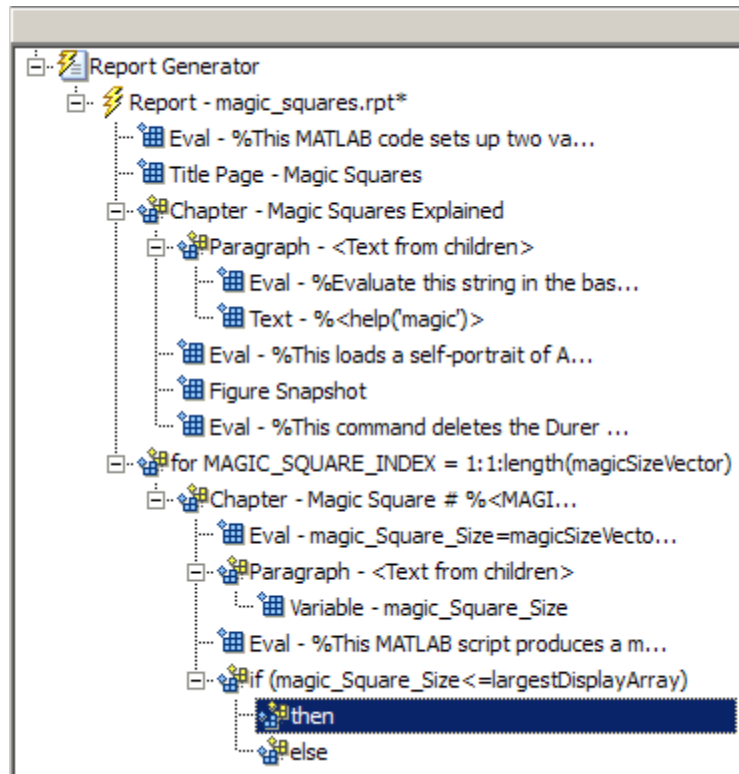 Report Generator
Report - magic_squares.rpt*
Eval - %This MATLAB code sets up two va...
Title Page - Magic Squares
Chapter - Magic Squares Explained
Paragraph - <Text from children>
Eval - %Evaluate this string in the bas...
Text - %<help('magic')>
Eval - %This loads a self-portrait of A...
Figure Snapshot
Eval - %This command deletes the Durer ...
for MAGIC_SQUARE_INDEX = 1:1:length(magicSizeVector)
Chapter - Magic Square # %<MAGI...
Eval - magic_Square_Size=magicSizeVecto...
Paragraph - <Text from children>
Variable - magic_Square_Size
Eval - %This MATLAB script produces a m...
if (magic_Square_Size<=largestDisplayArray)
then
else